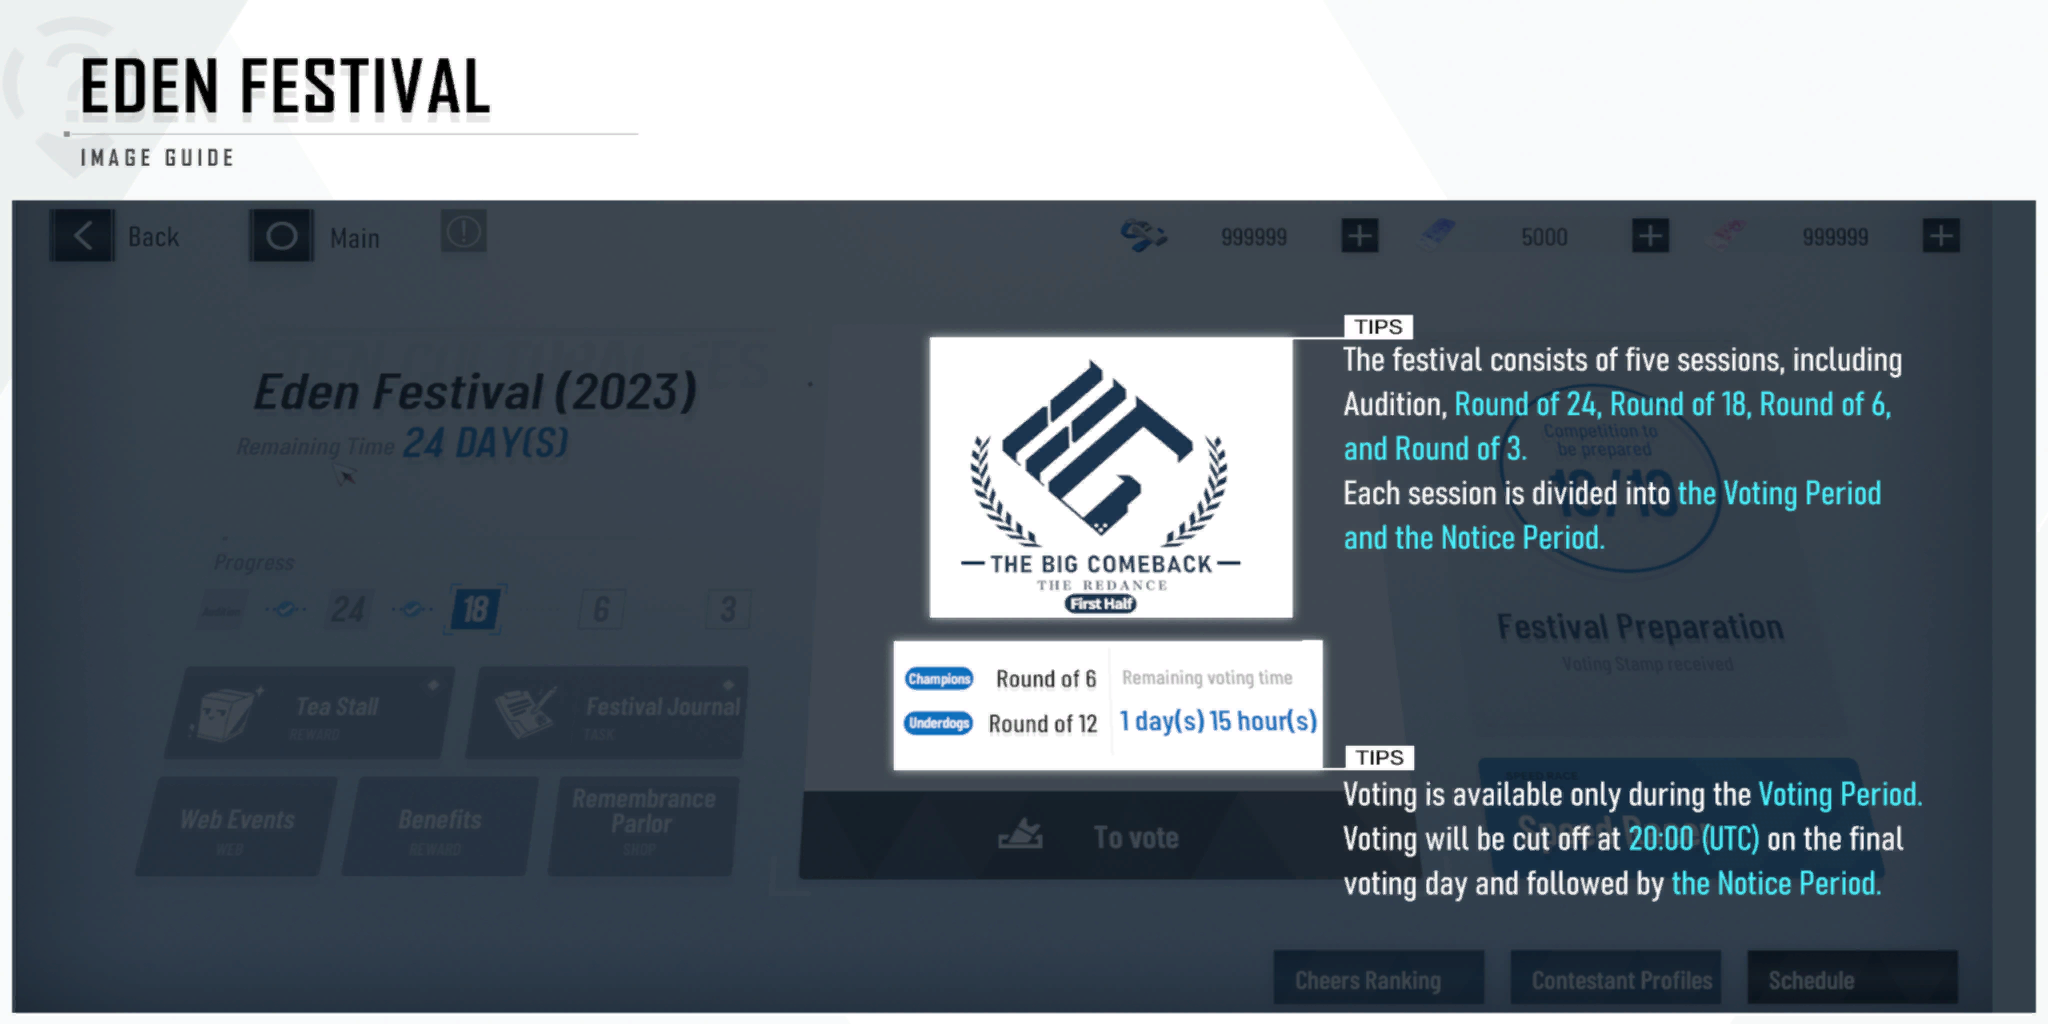 EDEN FESTIVAL
IMAGE GUIDE
Back
Main
999999
5000
999999
Eden Festival (2023)
Remaining Time 24 DAY(S)
Progress
24
18
6
3
Tea Stall
REWARD
Festival Journal
TASK
Web Events
WEB
Benefits
REWARD
Remembrance
Parlor
SHOP
THE BIG COMEBACK
THE REDANCE
First Half
Champions Round of 6
Underdogs Round of 12
Remaining voting time
1 day(s) 15 hour(s)
To vote
TIPS
The festival consists of five sessions, including
Audition, Round of 24, Round of 18, Round of 6,
and Round of 3.
Each session is divided into the Voting Period
and the Notice Period.
Competition to
be prepared
Festival Preparation
Voting Stamp received
TIPS
Voting is available only during the Voting Period.
Voting will be cut off at 20:00 (UTC) on the final
voting day and followed by the Notice Period.
Cheers Ranking
Contestant Profiles
Schedule